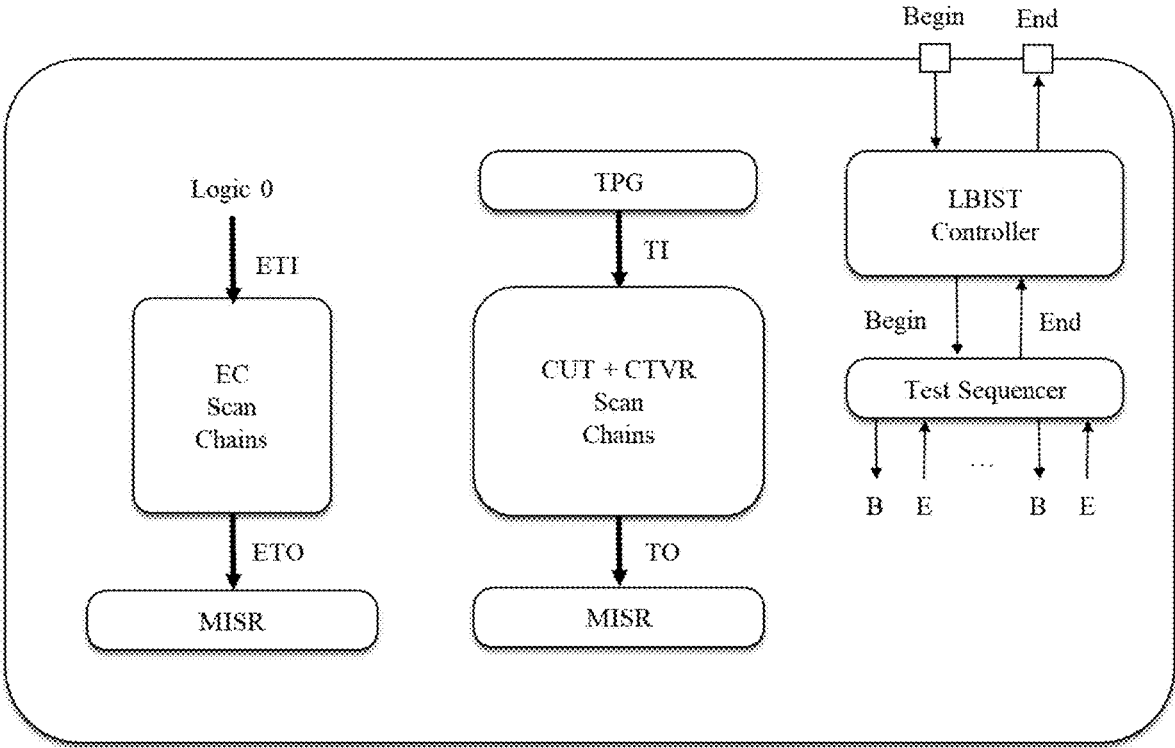 Begin End
Logic 0
ETI
EC
Scan
Chains
ETO
MISR
TPG
TI
CUT + CTVR
Scan
Chains
TO
MISR
LBIST
Controller
Begin End
Test Sequencer
...
B E B E